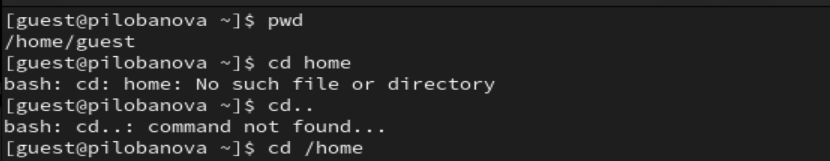 [guest@pilobanova ~]$ pwd
/home/guest
[guest@pilobanova ~]$ cd home
bash: cd: home: No such file or directory
[guest@pilobanova ~]$ cd..
bash: cd..: command not found...
[guest@pilobanova ~]$ cd /home